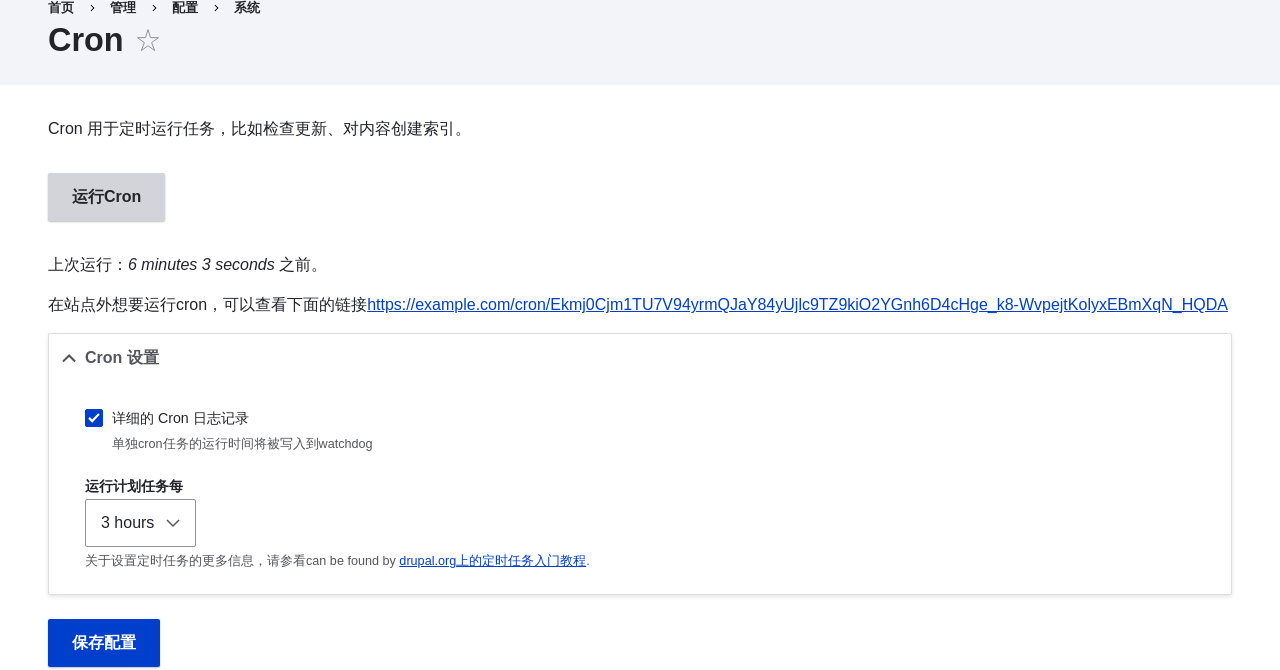 首页 › 管理 › 配置 › 系统
Cron
Cron 用于定时运行任务，比如检查更新、对内容创建索引。
运行Cron
上次运行：6 minutes 3 seconds 之前。
在站点外想要运行cron，可以查看下面的链接https://example.com/cron/Ekmj0Cjm1TU7V94yrmQJaY84yUjlc9TZ9kiO2YGnh6D4cHge_k8-WvpejtKolyxEBmXqN_HQDA
Cron 设置
详细的 Cron 日志记录
单独cron任务的运行时间将被写入到watchdog
运行计划任务每
3 hours
关于设置定时任务的更多信息，请参看can be found by drupal.org上的定时任务入门教程.
保存配置